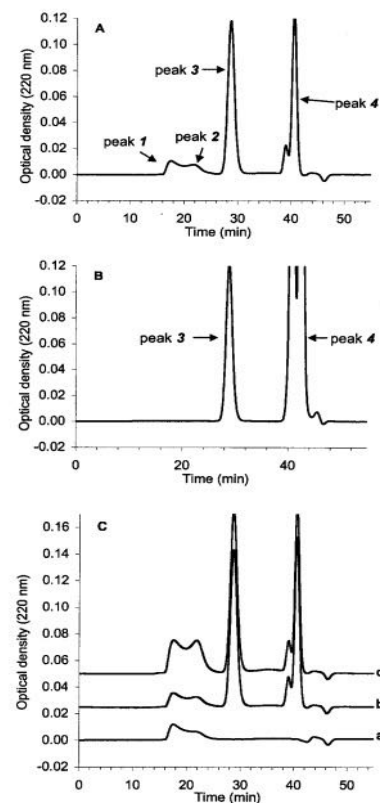 0.12
A
0.10
peak 3
0.08
peak 4
0.06
0.04
peak 1
peak 2
0.02
0.00
-0.02
0 10 20 30 40 50
Time (min)
Optical density (220 nm)
0.12
B
0.10
0.08
peak 3
peak 4
0.06
0.04
0.02
0.00
-0.02
0 20 40
Time (min)
Optical density (220 nm)
0.16
C
0.14
0.12
0.10
0.08
0.06
c
0.04
b
0.02
0.00
a
-0.02
0 10 20 30 40 50
Time (min)
Optical density (220 nm)